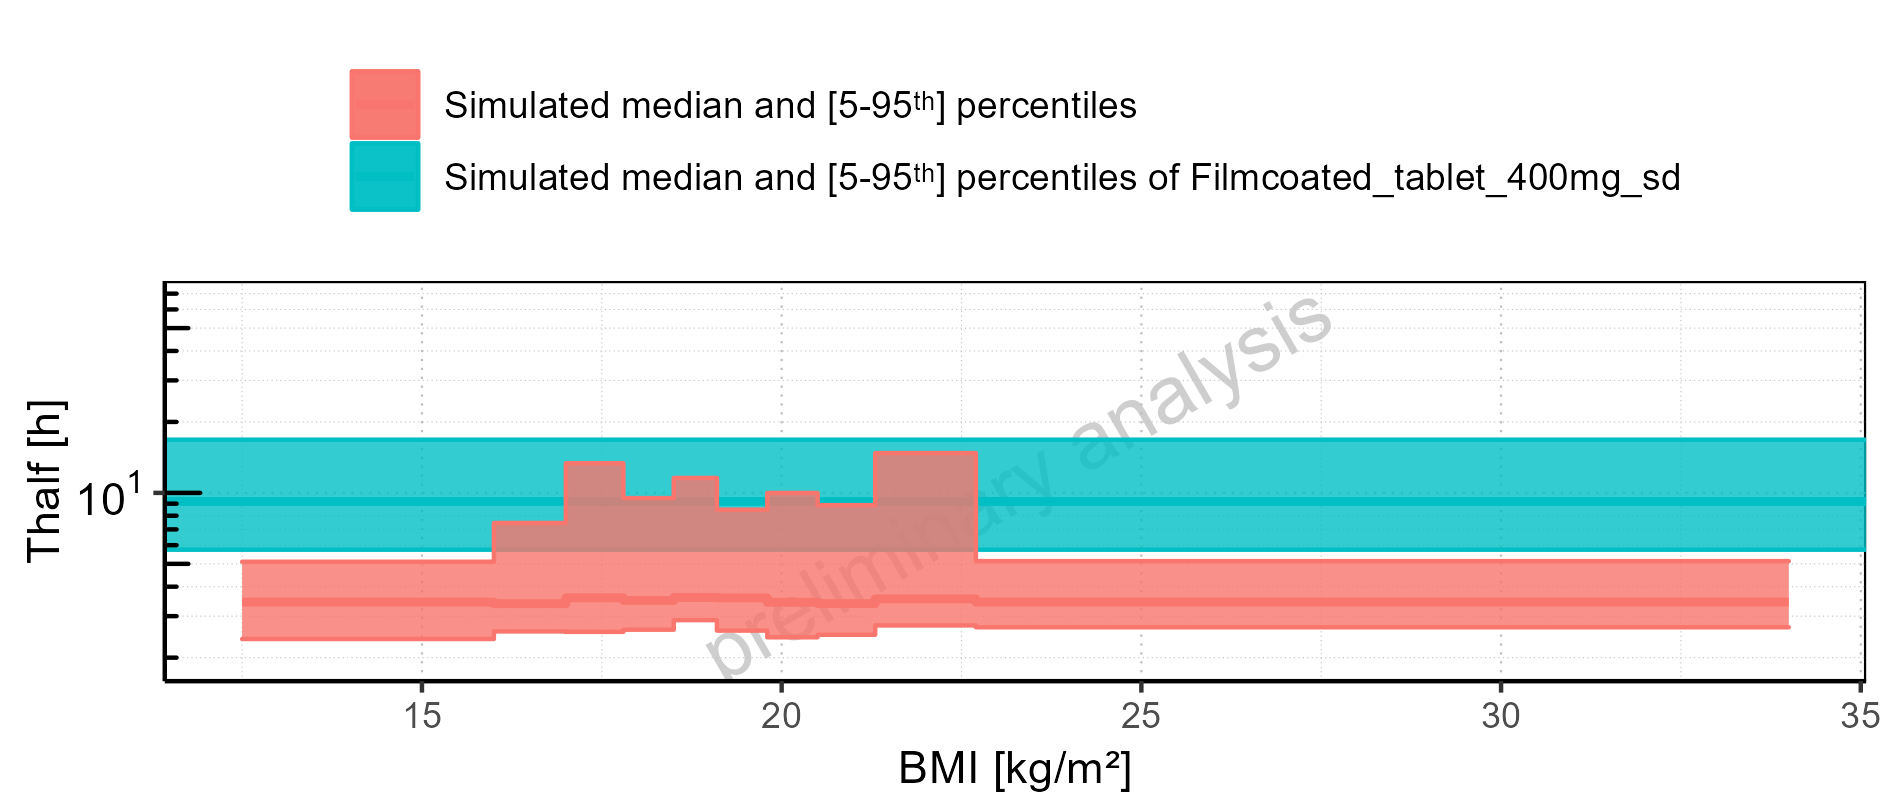 Simulated median and [5-95ᵗʰ] percentiles
Simulated median and [5-95ᵗʰ] percentiles of Filmcoated_tablet_400mg_sd
preliminary analysis
Thalf [h]
10¹
15 20 25 30 35
BMI [kg/m²]